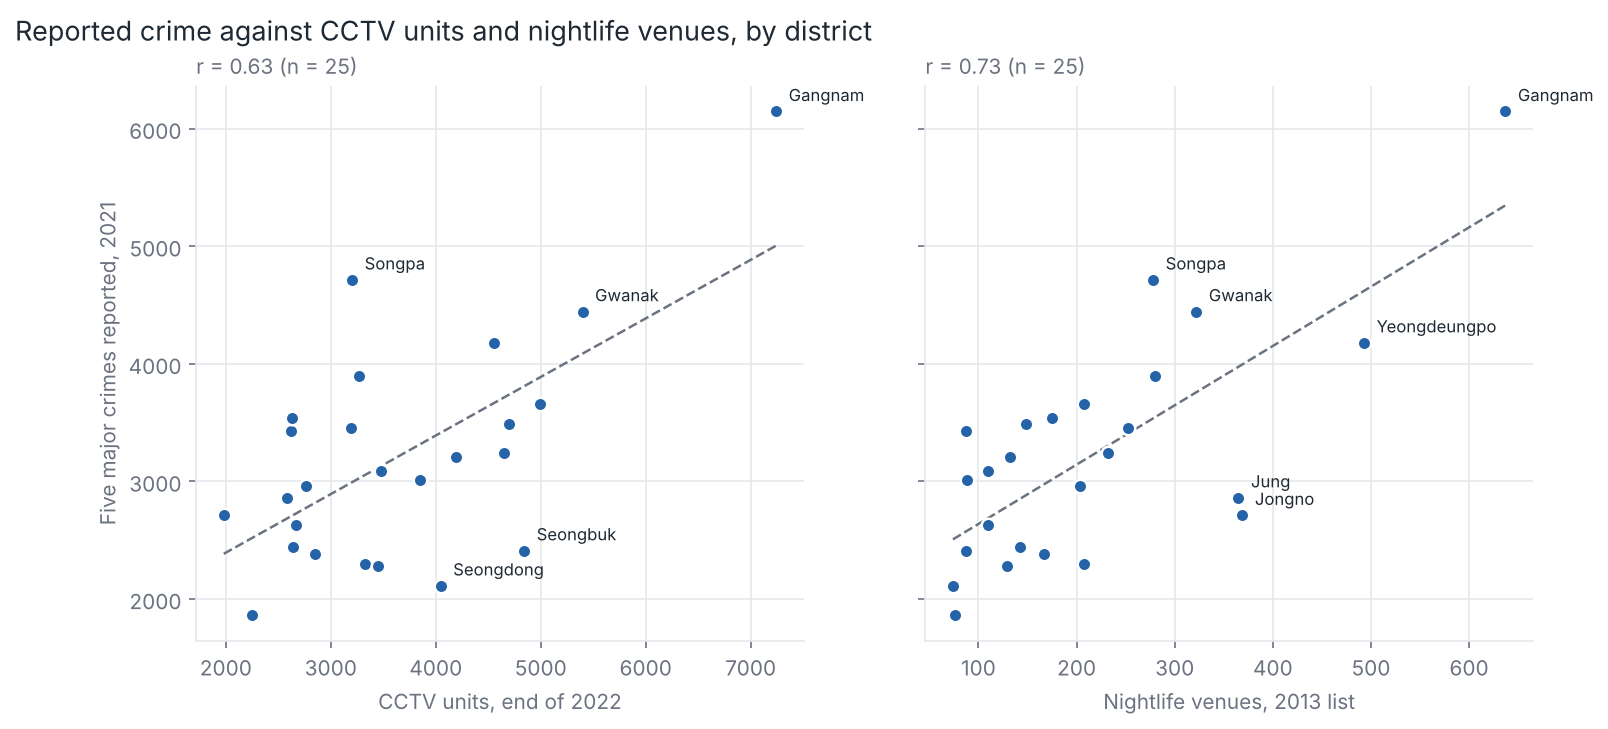 Reported crime against CCTV units and nightlife venues, by district
r = 0.63 (n = 25)
Gangnam
6000
5000
4000
3000
2000
Five major crimes reported, 2021
Songpa
Gwanak
Seongbuk
Seongdong
2000 3000 4000 5000 6000 7000
CCTV units, end of 2022
r = 0.73 (n = 25)
Gangnam
Songpa
Gwanak
Yeongdeungpo
Jung
Jongno
100 200 300 400 500 600
Nightlife venues, 2013 list